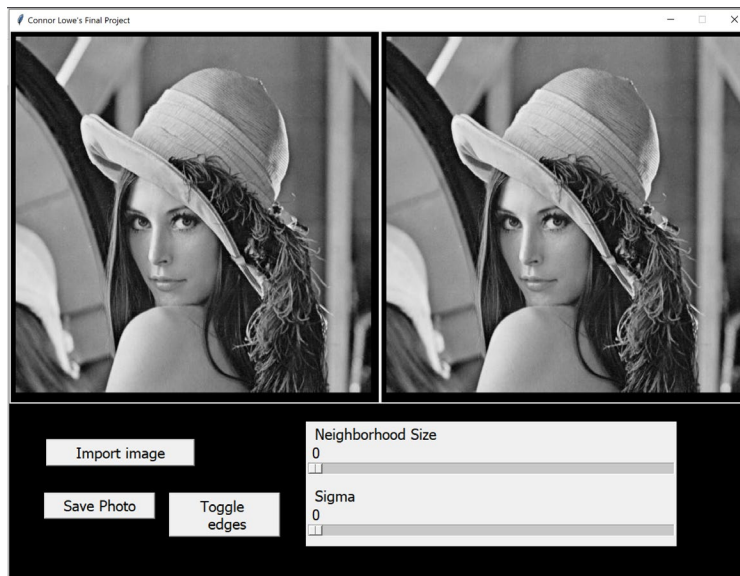 Connor Lowe's Final Project
Import image
Save Photo
Toggle
edges
Neighborhood Size
0
Sigma
0